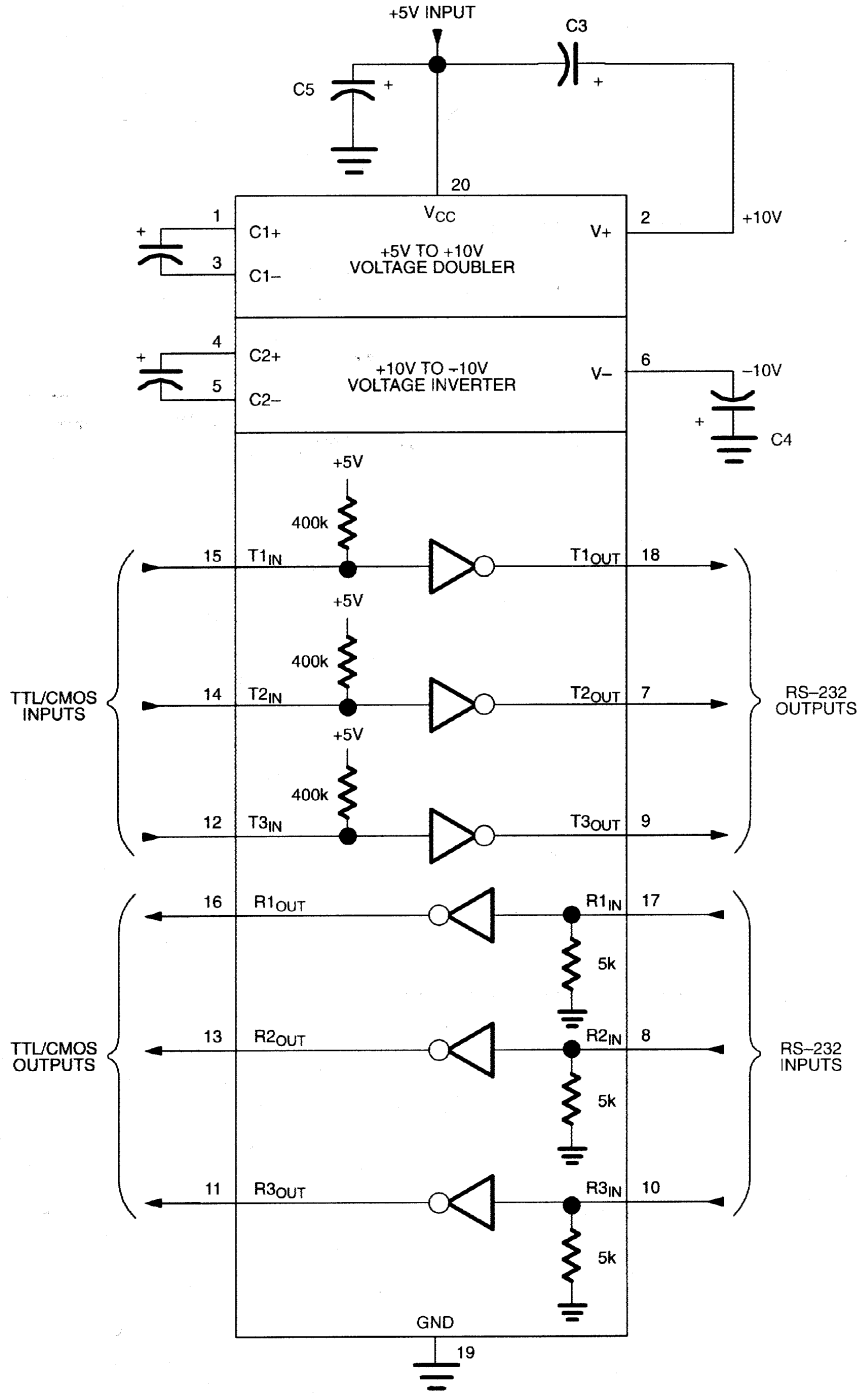 +5V INPUT
C3
C5
+
+
20
VCC
1
C1+
+
3
C1–
+5V TO +10V
VOLTAGE DOUBLER
V+
2
+10V
4
C2+
+
5
C2–
+10V TO –10V
VOLTAGE INVERTER
V–
6
–10V
+
C4
+5V
400k
15
T1IN
T1OUT
18
+5V
400k
14
T2IN
T2OUT
7
+5V
400k
12
T3IN
T3OUT
9
TTL/CMOS
INPUTS
RS–232
OUTPUTS
16
R1OUT
R1IN
17
5k
13
R2OUT
R2IN
8
5k
11
R3OUT
R3IN
10
5k
TTL/CMOS
OUTPUTS
RS–232
INPUTS
GND
19